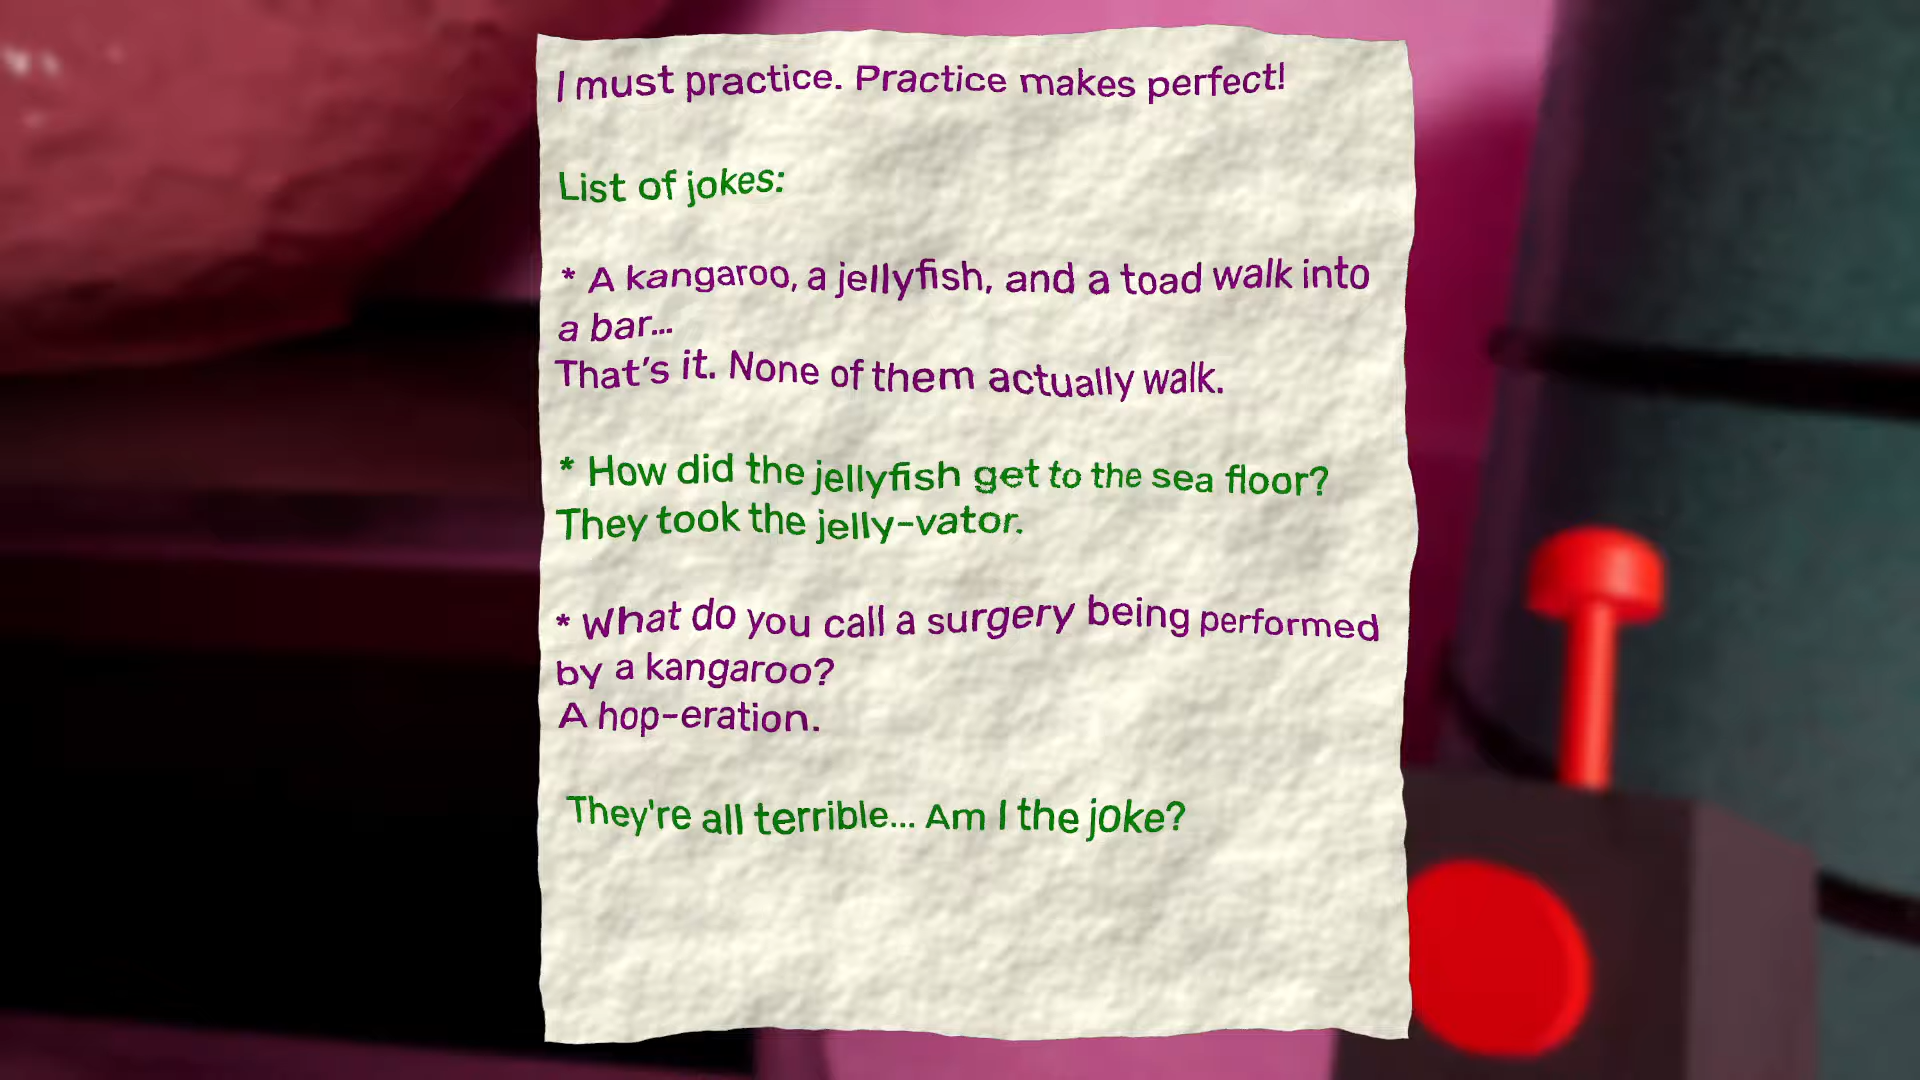 I must practice. Practice makes perfect!
List of jokes:
* A kangaroo, a jellyfish, and a toad walk into
a bar...
That's it. None of them actually walk.
* How did the jellyfish get to the sea floor?
They took the jelly-vator.
* What do you call a surgery being performed
by a kangaroo?
A hop-eration.
They're all terrible... Am I the joke?